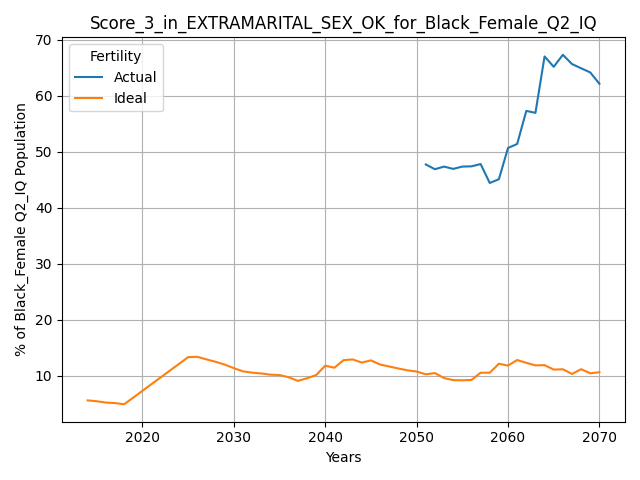 Score_3_in_EXTRAMARITAL_SEX_OK_for_Black_Female_Q2_IQ
Fertility
Actual
Ideal
% of Black_Female Q2_IQ Population
70
60
50
40
30
20
10
2020 2030 2040 2050 2060 2070
Years